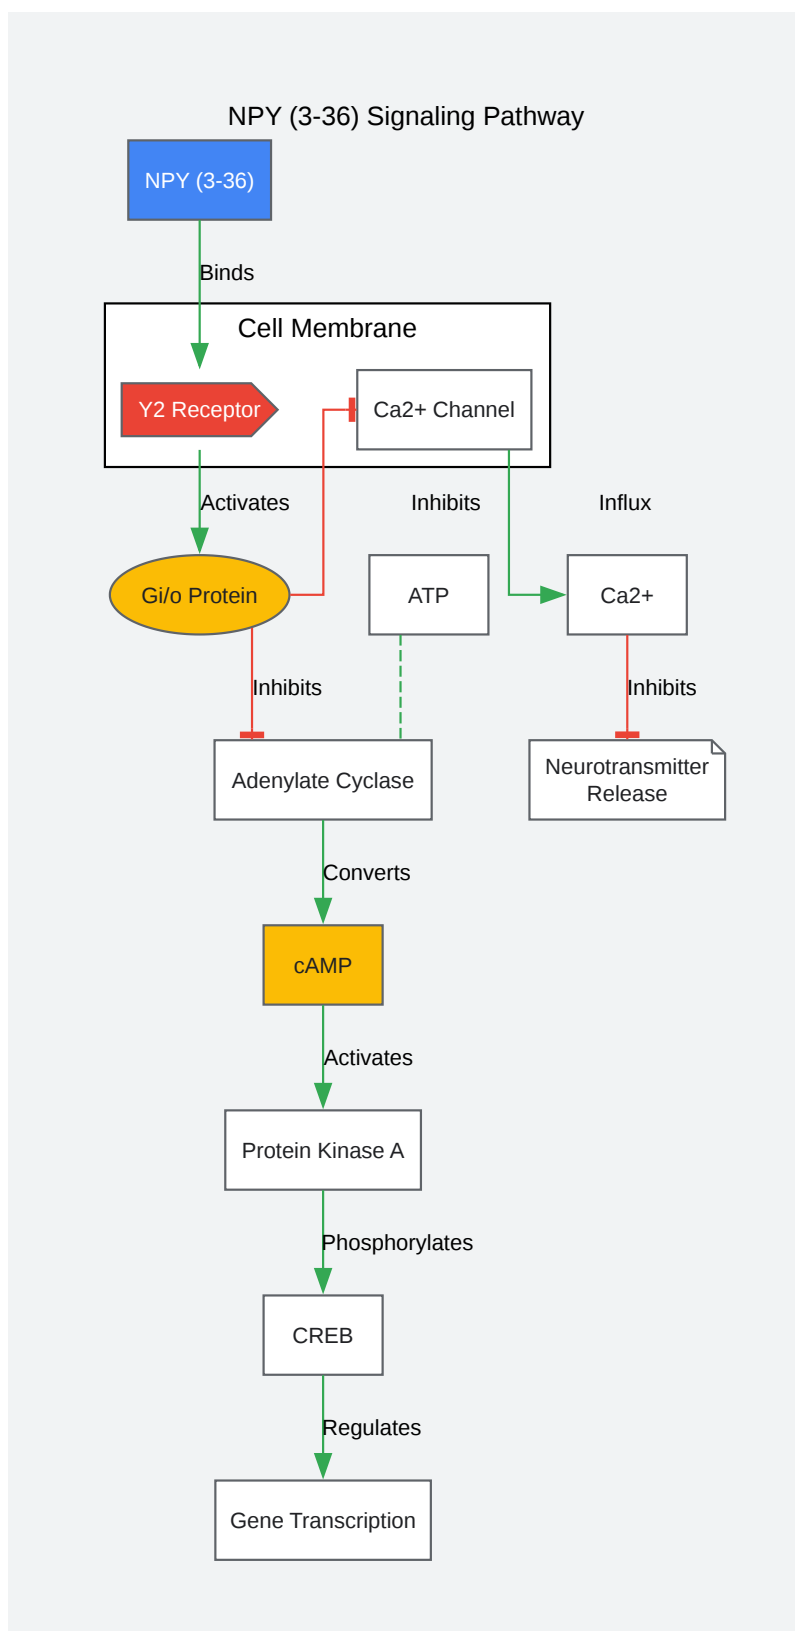 NPY (3-36) Signaling Pathway
NPY (3-36)
Binds
Cell Membrane
Y2 Receptor
Ca2+ Channel
Activates
Inhibits
Influx
Gi/o Protein
ATP
Ca2+
Inhibits
Inhibits
Adenylate Cyclase
Neurotransmitter
Release
Converts
cAMP
Activates
Protein Kinase A
Phosphorylates
CREB
Regulates
Gene Transcription